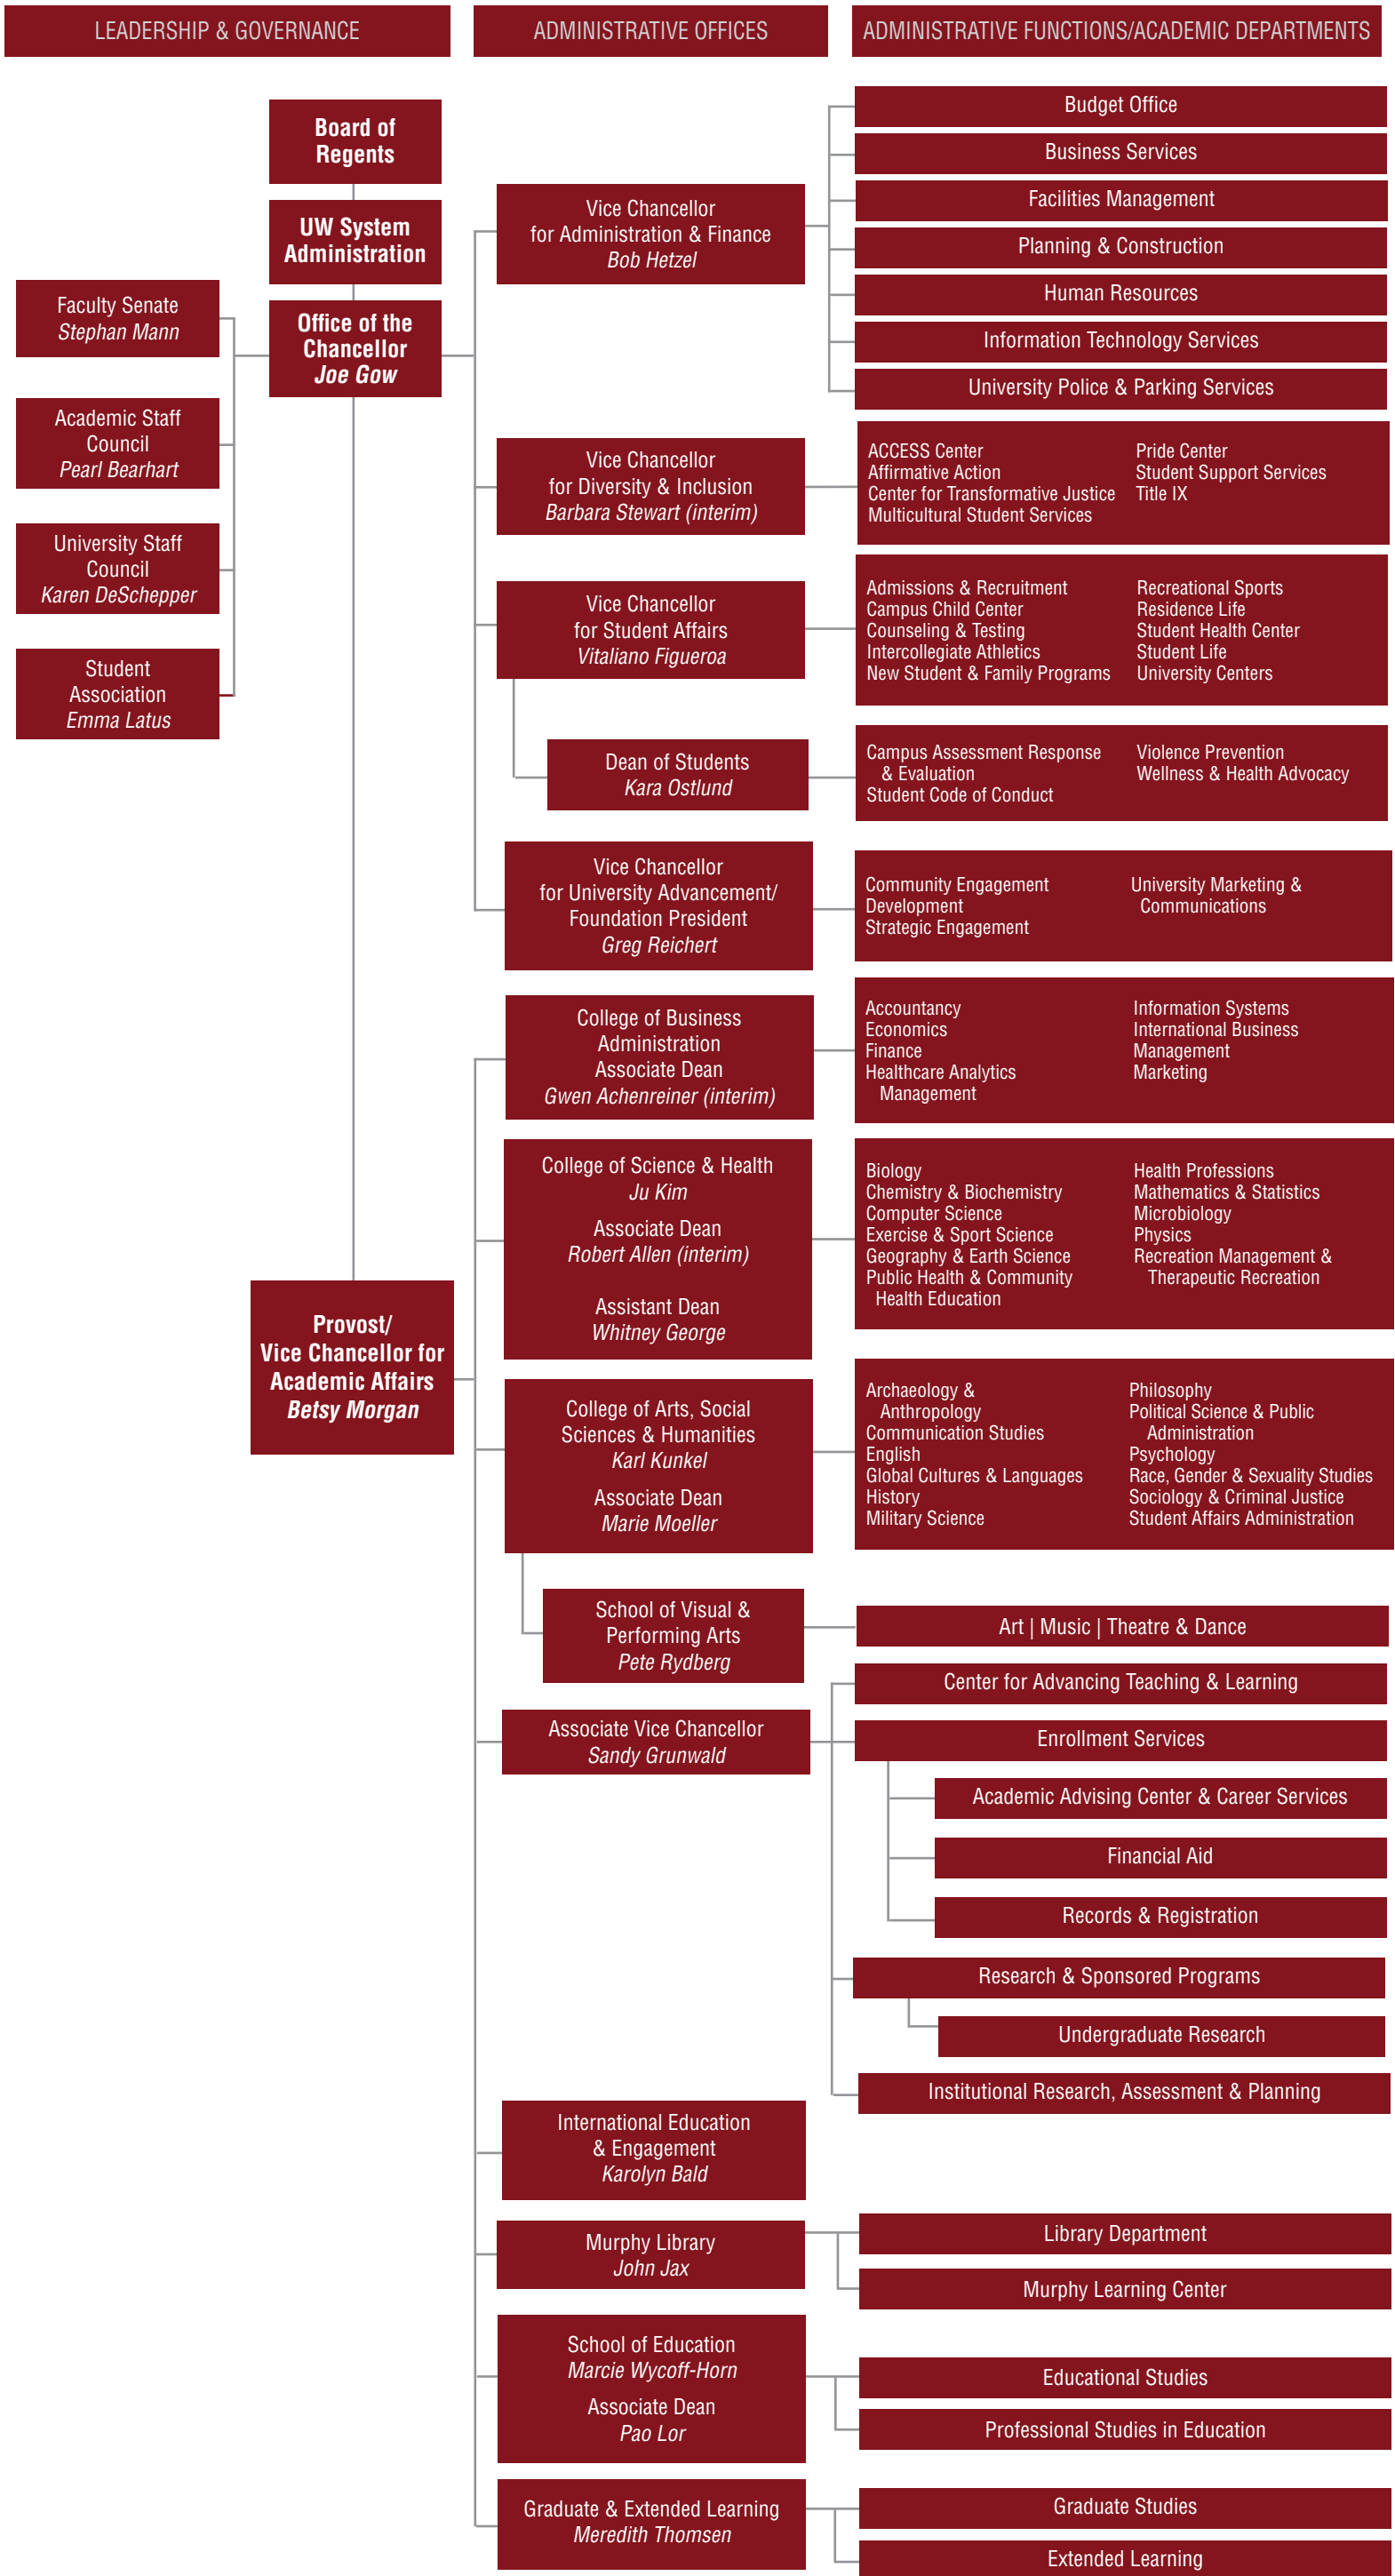 LEADERSHIP & GOVERNANCE
ADMINISTRATIVE OFFICES
ADMINISTRATIVE FUNCTIONS/ACADEMIC DEPARTMENTS
Board of
Regents
UW System
Administration
Office of the
Chancellor
Joe Gow
Faculty Senate
Stephan Mann
Academic Staff
Council
Pearl Bearhart
University Staff
Council
Karen DeSchepper
Student
Association
Emma Latus
Provost/
Vice Chancellor for
Academic Affairs
Betsy Morgan
Vice Chancellor
for Administration & Finance
Bob Hetzel
Budget Office
Business Services
Facilities Management
Planning & Construction
Human Resources
Information Technology Services
University Police & Parking Services
Vice Chancellor
for Diversity & Inclusion
Barbara Stewart (interim)
ACCESS Center
Affirmative Action
Center for Transformative Justice
Multicultural Student Services
Pride Center
Student Support Services
Title IX
Vice Chancellor
for Student Affairs
Vitaliano Figueroa
Admissions & Recruitment
Campus Child Center
Counseling & Testing
Intercollegiate Athletics
New Student & Family Programs
Recreational Sports
Residence Life
Student Health Center
Student Life
University Centers
Dean of Students
Kara Ostlund
Campus Assessment Response
& Evaluation
Student Code of Conduct
Violence Prevention
Wellness & Health Advocacy
Vice Chancellor
for University Advancement/
Foundation President
Greg Reichert
Community Engagement
Development
Strategic Engagement
University Marketing &
Communications
College of Business
Administration
Associate Dean
Gwen Achenreiner (interim)
Accountancy
Economics
Finance
Healthcare Analytics
Management
Information Systems
International Business
Management
Marketing
College of Science & Health
Ju Kim
Associate Dean
Robert Allen (interim)
Assistant Dean
Whitney George
Biology
Chemistry & Biochemistry
Computer Science
Exercise & Sport Science
Geography & Earth Science
Public Health & Community
Health Education
Health Professions
Mathematics & Statistics
Microbiology
Physics
Recreation Management &
Therapeutic Recreation
College of Arts, Social
Sciences & Humanities
Karl Kunkel
Associate Dean
Marie Moeller
Archaeology &
Anthropology
Communication Studies
English
Global Cultures & Languages
History
Military Science
Philosophy
Political Science & Public
Administration
Psychology
Race, Gender & Sexuality Studies
Sociology & Criminal Justice
Student Affairs Administration
School of Visual &
Performing Arts
Pete Rydberg
Art | Music | Theatre & Dance
Associate Vice Chancellor
Sandy Grunwald
Center for Advancing Teaching & Learning
Enrollment Services
Academic Advising Center & Career Services
Financial Aid
Records & Registration
Research & Sponsored Programs
Undergraduate Research
Institutional Research, Assessment & Planning
International Education
& Engagement
Karolyn Bald
Murphy Library
John Jax
Library Department
Murphy Learning Center
School of Education
Marcie Wycoff-Horn
Associate Dean
Pao Lor
Educational Studies
Professional Studies in Education
Graduate & Extended Learning
Meredith Thomsen
Graduate Studies
Extended Learning